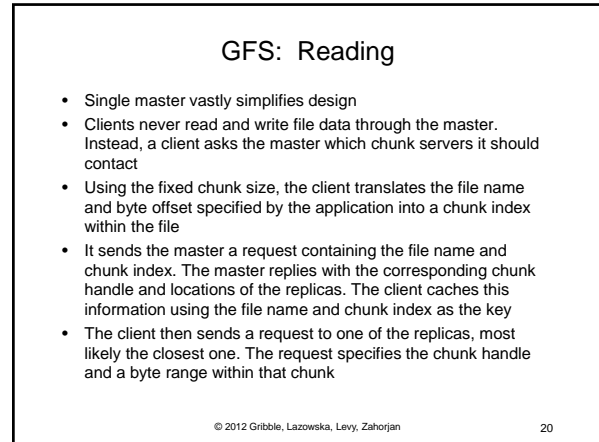 GFS: Reading
• Single master vastly simplifies design
• Clients never read and write file data through the master.
Instead, a client asks the master which chunk servers it should
contact
• Using the fixed chunk size, the client translates the file name
and byte offset specified by the application into a chunk index
within the file
• It sends the master a request containing the file name and
chunk index. The master replies with the corresponding chunk
handle and locations of the replicas. The client caches this
information using the file name and chunk index as the key
• The client then sends a request to one of the replicas, most
likely the closest one. The request specifies the chunk handle
and a byte range within that chunk
© 2012 Gribble, Lazowska, Levy, Zahorjan
20